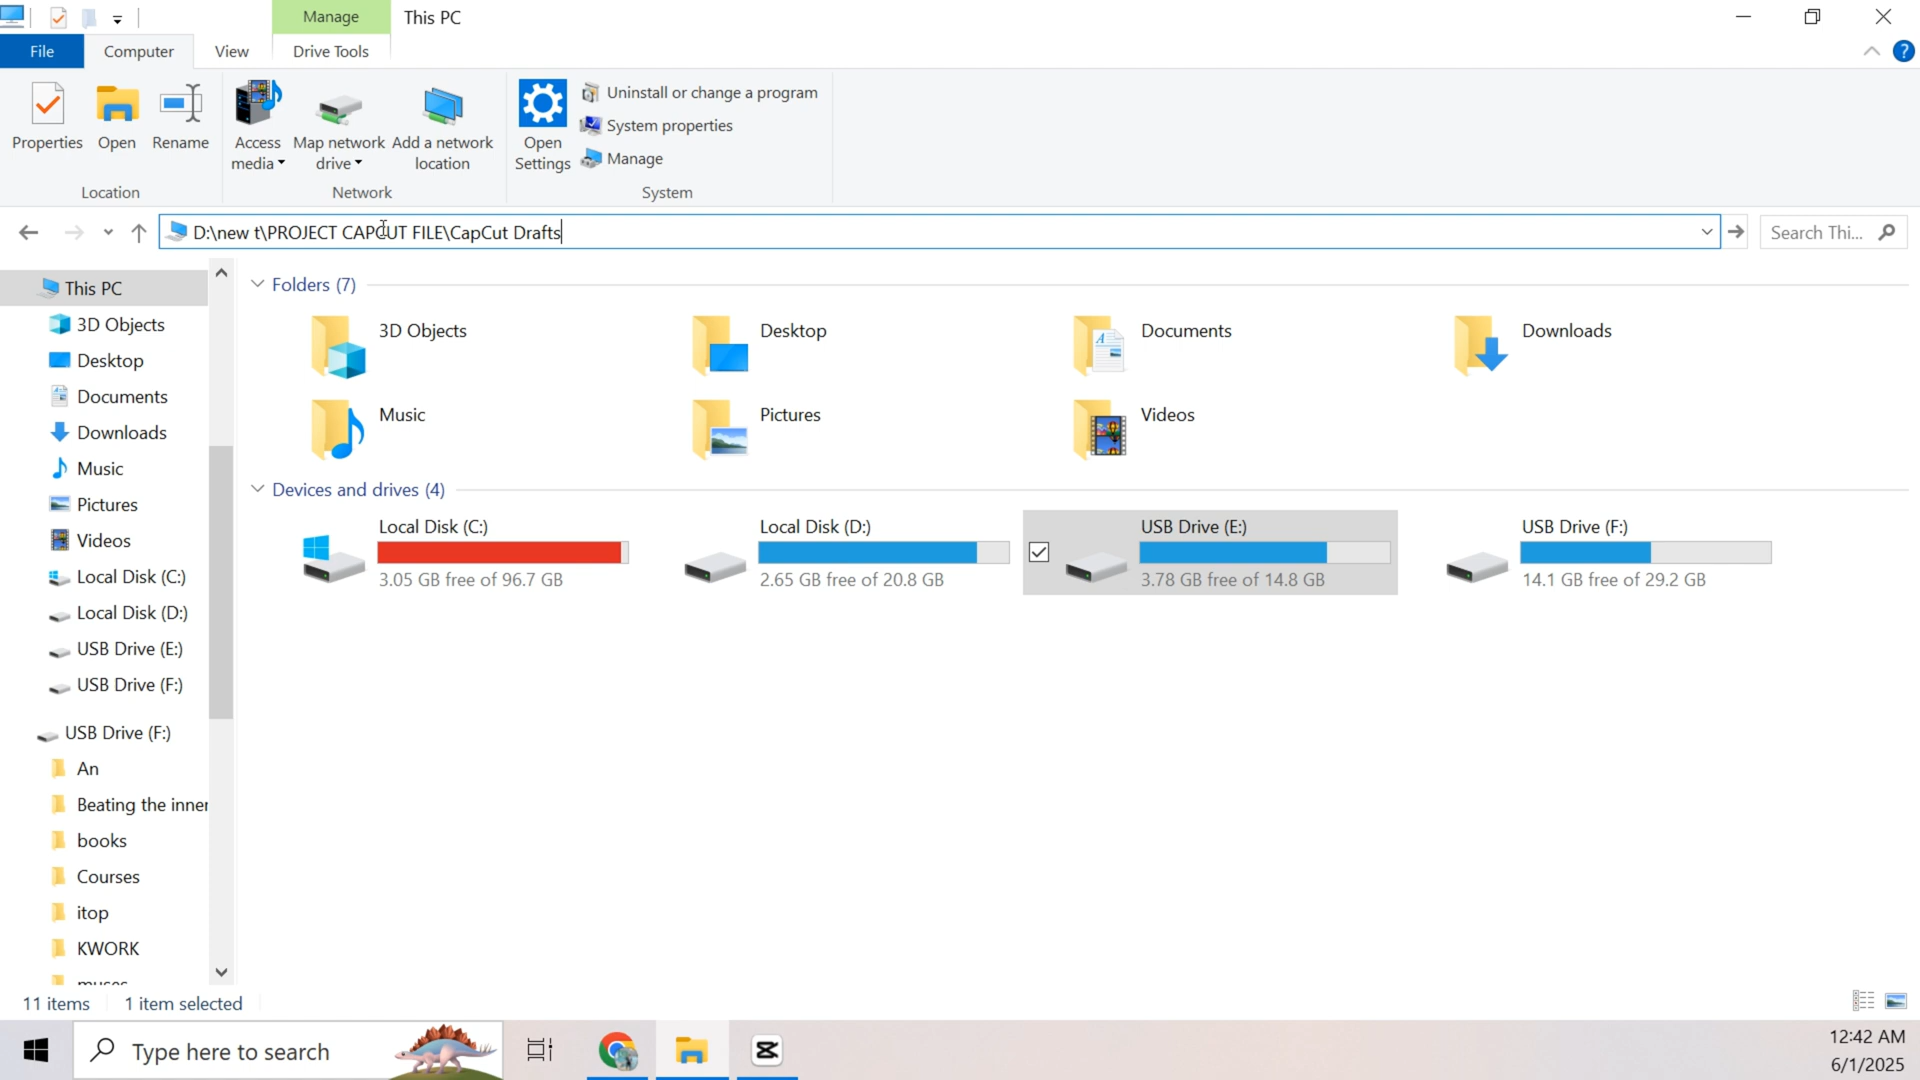 Manage
This PC
File
Computer
View
Drive Tools
Properties
Open
Rename
Access media
Map network drive
Add a network location
Open Settings
Uninstall or change a program
System properties
Manage
Location
Network
System
D:\new t\PROJECT CAPCUT FILE\CapCut Drafts
Search Thi...
This PC
3D Objects
Desktop
Documents
Downloads
Music
Pictures
Videos
Local Disk (C:)
Local Disk (D:)
USB Drive (E:)
USB Drive (F:)
USB Drive (F:)
An
Beating the inner
books
Courses
itop
KWORK
Folders (7)
3D Objects
Desktop
Documents
Downloads
Music
Pictures
Videos
Devices and drives (4)
Local Disk (C:)
3.05 GB free of 96.7 GB
Local Disk (D:)
2.65 GB free of 20.8 GB
USB Drive (E:)
3.78 GB free of 14.8 GB
USB Drive (F:)
14.1 GB free of 29.2 GB
11 items
1 item selected
Type here to search
12:42 AM
6/1/2025